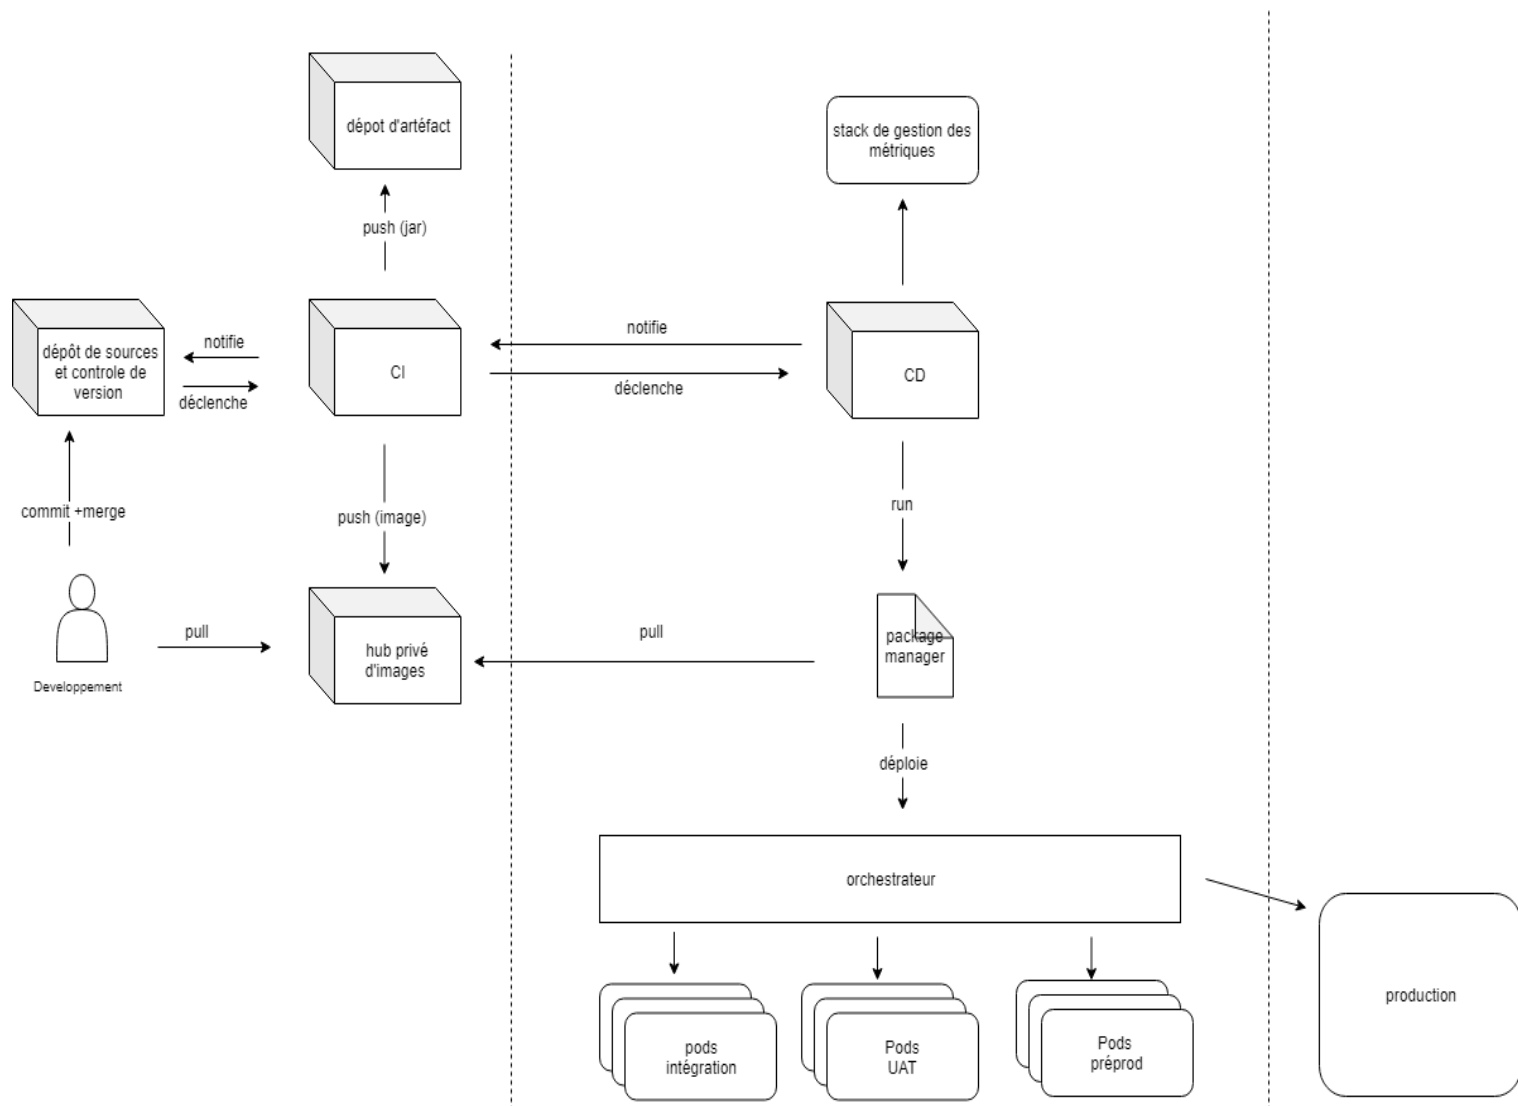 dépot d'artéfact
stack de gestion des
métriques
push (jar)
dépôt de sources
et controle de
version
notifie
déclenche
CI
notifie
déclenche
CD
commit +merge
push (image)
run
Developpement
pull
hub privé
d'images
pull
package
manager
déploie
orchestrateur
pods
intégration
Pods
UAT
Pods
préprod
production